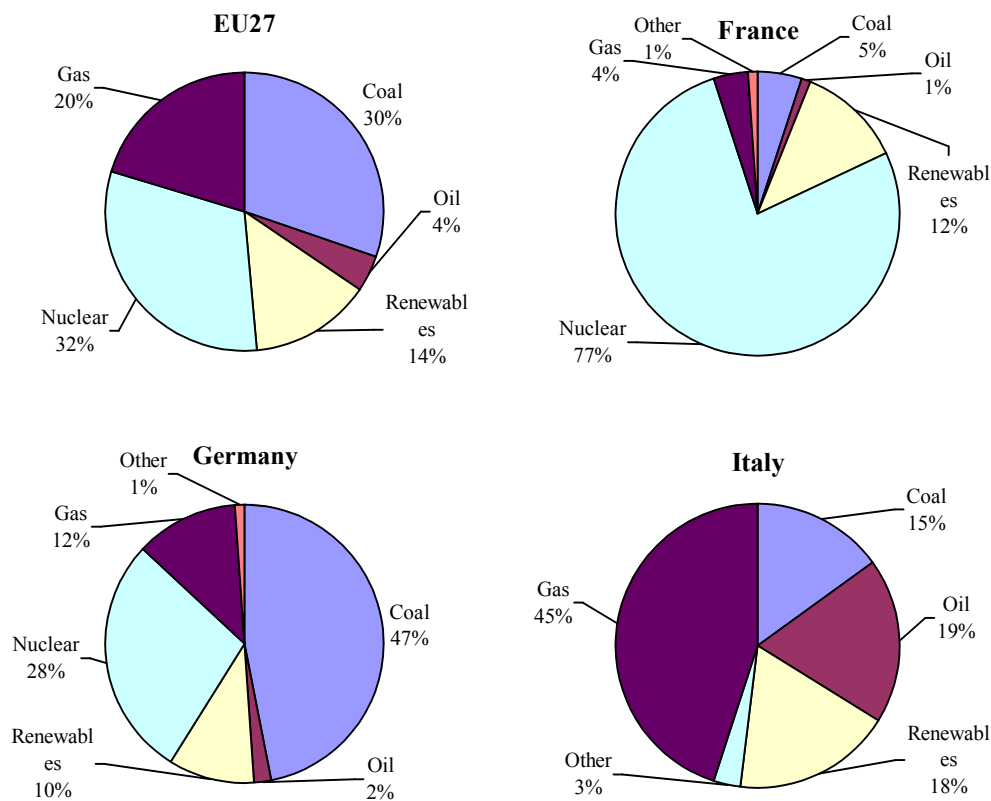 EU27
Gas
20%
Coal
30%
Oil
4%
Renewabl
es
14%
Nuclear
32%
France
Other
1%
Gas
4%
Coal
5%
Oil
1%
Renewabl
es
12%
Nuclear
77%
Germany
Other
1%
Gas
12%
Coal
47%
Nuclear
28%
Renewabl
es
10%
Oil
2%
Italy
Coal
15%
Gas
45%
Oil
19%
Renewabl
es
18%
Other
3%